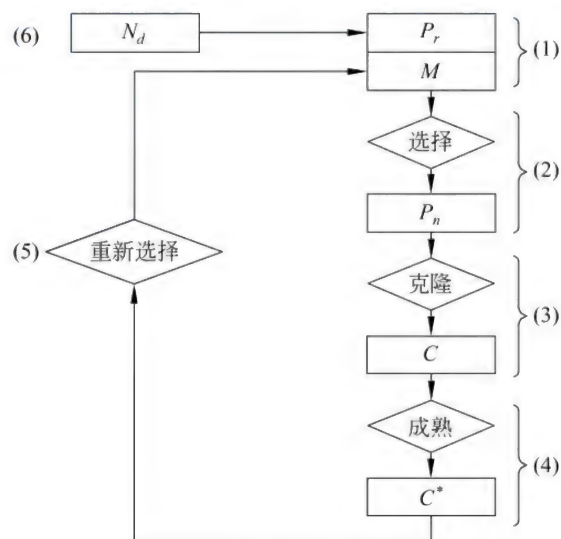 (6) N_d P_r (1)
M
选择 (2)
P_n
(5) 重新选择 克隆 (3)
C
成熟 (4)
C*